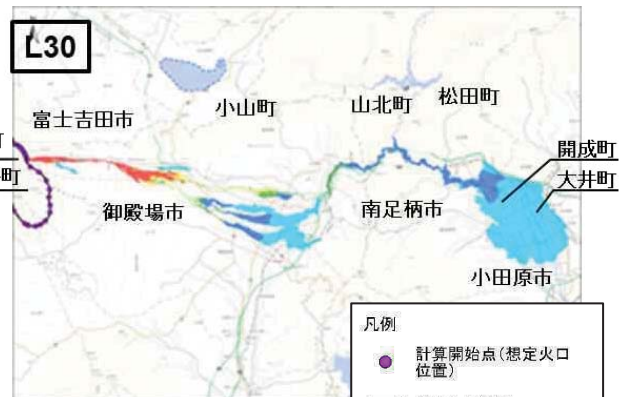 L30
富士吉田市
小山町
山北町
松田町
町
町
開成町
大井町
御殿場市
南足柄市
小田原市
凡例
計算開始点(想定火口
位置)